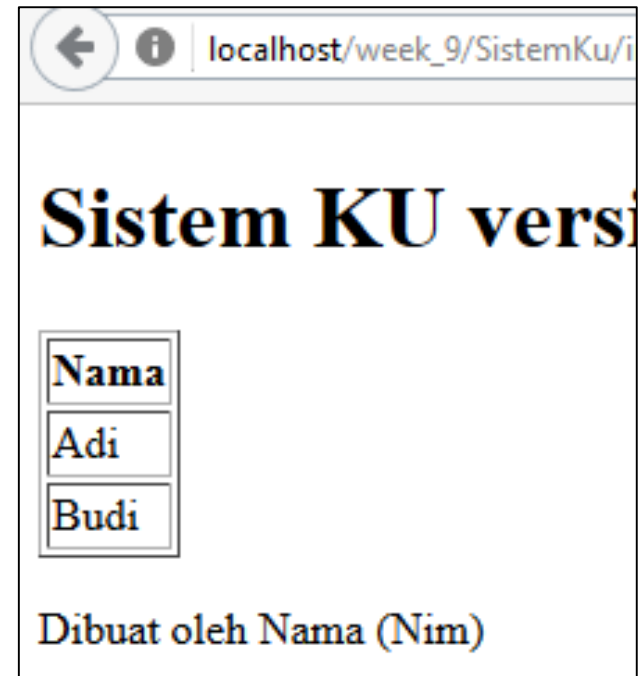 localhost/week_9/SistemKu/i
Sistem KU versi
Nama
Adi
Budi
Dibuat oleh Nama (Nim)